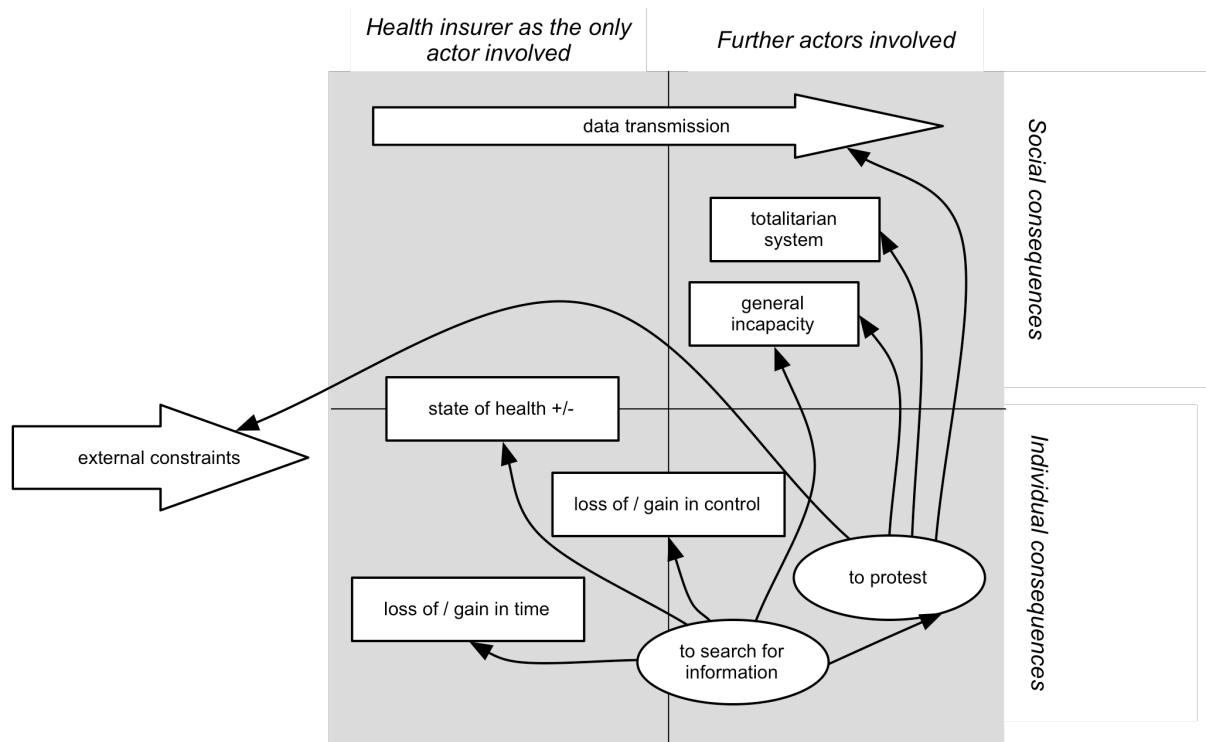 Health insurer as the only
actor involved
Further actors involved
data transmission
Social consequences
totalitarian
system
general
incapacity
state of health +/-
external constraints
Individual consequences
loss of / gain in control
to protest
loss of / gain in time
to search for
information